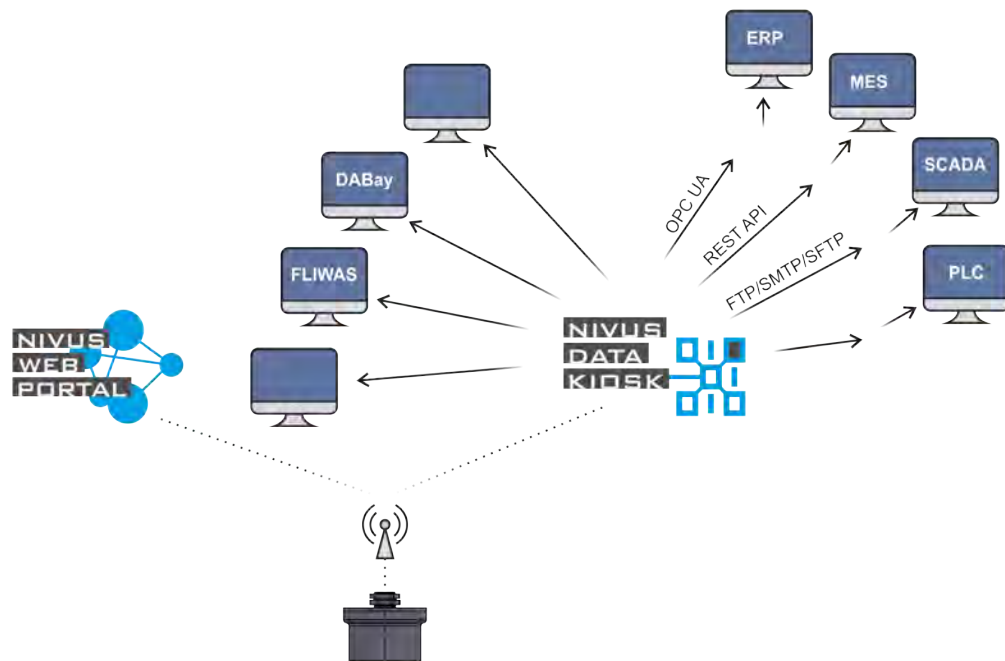 ERP
MES
DABay
SCADA
OPC UA
REST API
FLIWAS
FTP/SMTP/SFTP
PLC
NIVUS
WEB
PORTAL
NIVUS
DATA
KIOSK